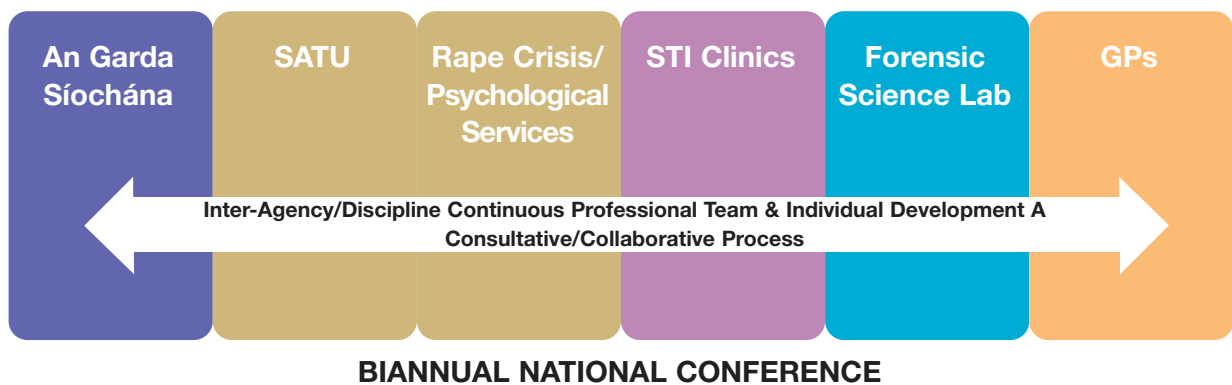 An Garda
Síochána
SATU
Rape Crisis/
Psychological
Services
STI Clinics
Forensic
Science Lab
GPs
Inter-Agency/Discipline Continuous Professional Team & Individual Development A
Consultative/Collaborative Process
BIANNUAL NATIONAL CONFERENCE